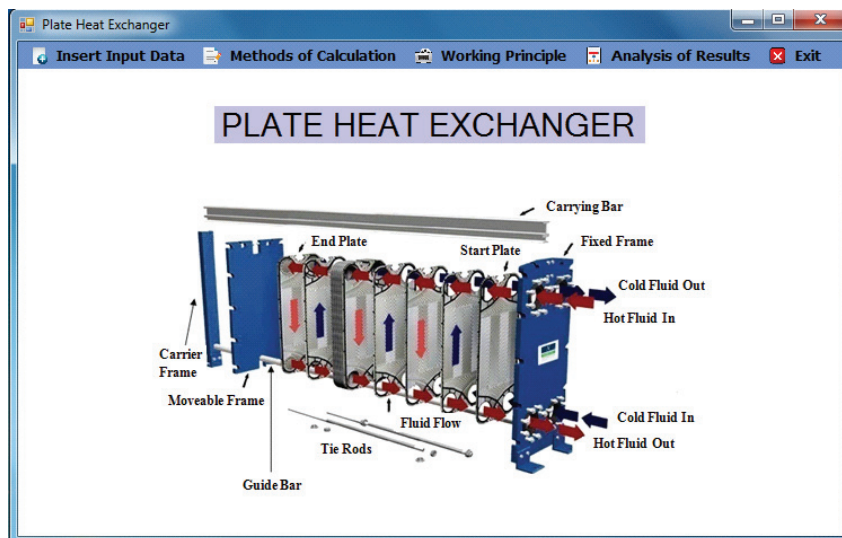 Plate Heat Exchanger
Insert Input Data
Methods of Calculation
Working Principle
Analysis of Results
Exit
PLATE HEAT EXCHANGER
Carrying Bar
End Plate
Start Plate
Fixed Frame
Cold Fluid Out
Hot Fluid In
Carrier
Frame
Moveable Frame
Fluid Flow
Cold Fluid In
Hot Fluid Out
Tie Rods
Guide Bar